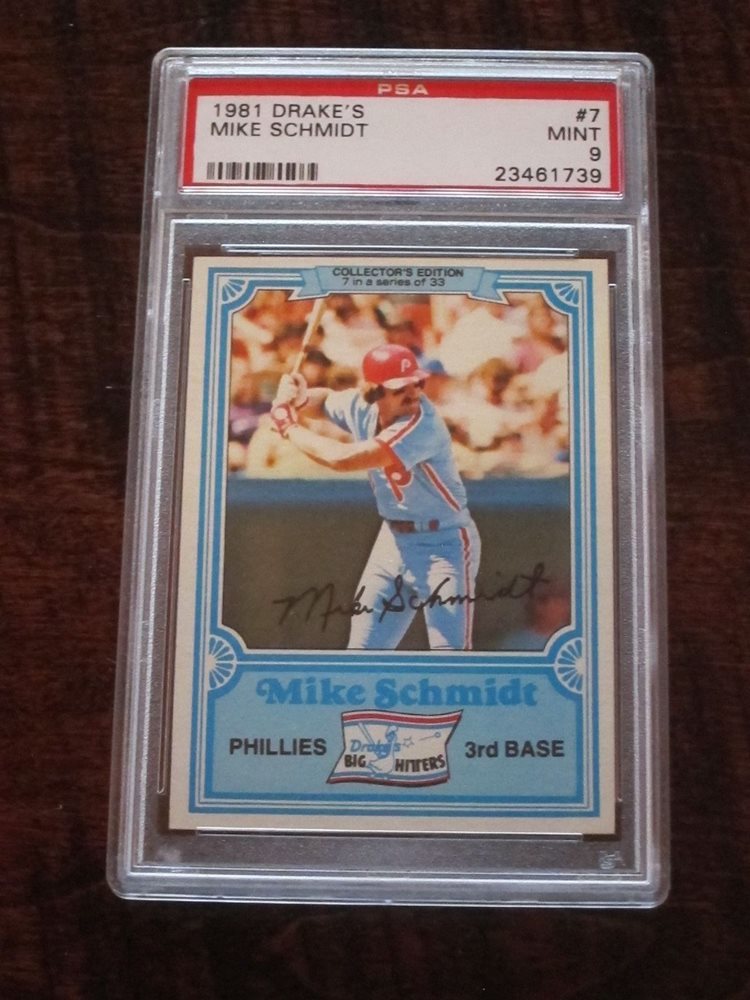 PSA
1981 DRAKE'S #7
MIKE SCHMIDT MINT
9
23461739
COLLECTOR'S EDITION
7 in a series of 33
P
P
Mike Schmidt
Mike Schmidt
PHILLIES Drake's BIG HITTERS 3rd BASE
PSA